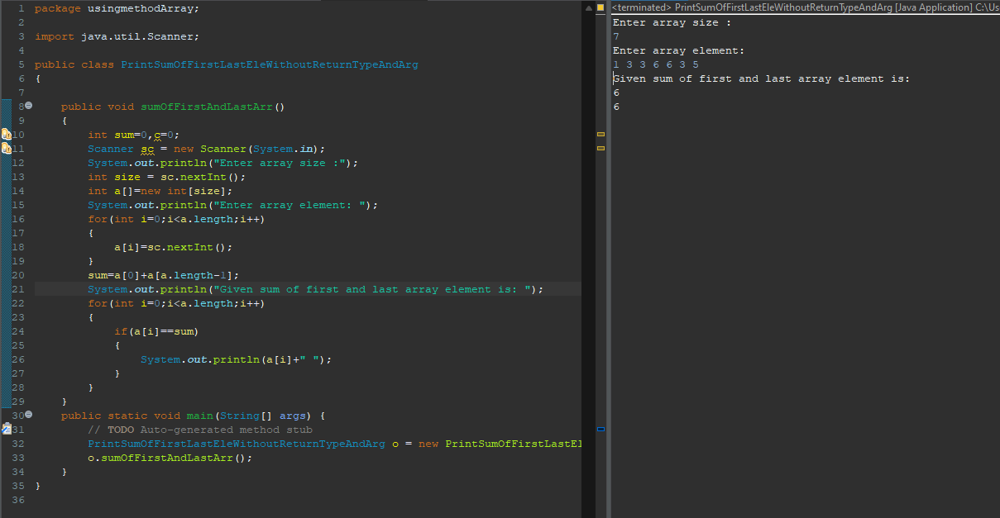 1 package usingmethodArray;
2
3 import java.util.Scanner;
4
5 public class PrintSumOfFirstLastEleWithoutReturnTypeAndArg
6 {
7
8     public void sumOfFirstAndLastArr()
9     {
10         int sum=0,c=0;
11         Scanner sc = new Scanner(System.in);
12         System.out.println("Enter array size :");
13         int size = sc.nextInt();
14         int a[]=new int[size];
15         System.out.println("Enter array element: ");
16         for(int i=0;i<a.length;i++)
17         {
18             a[i]=sc.nextInt();
19         }
20         sum=a[0]+a[a.length-1];
21         System.out.println("Given sum of first and last array element is: ");
22         for(int i=0;i<a.length;i++)
23         {
24             if(a[i]==sum)
25             {
26                 System.out.println(a[i]+" ");
27             }
28         }
29     }
30     public static void main(String[] args) {
31         // TODO Auto-generated method stub
32         PrintSumOfFirstLastEleWithoutReturnTypeAndArg o = new PrintSumOfFirstLastEl
33         o.sumOfFirstAndLastArr();
34     }
35 }
36
<terminated> PrintSumOfFirstLastEleWithoutReturnTypeAndArg [Java Application] C:\Us
Enter array size :
7
Enter array element:
1 3 3 6 6 3 5
Given sum of first and last array element is:
6
6